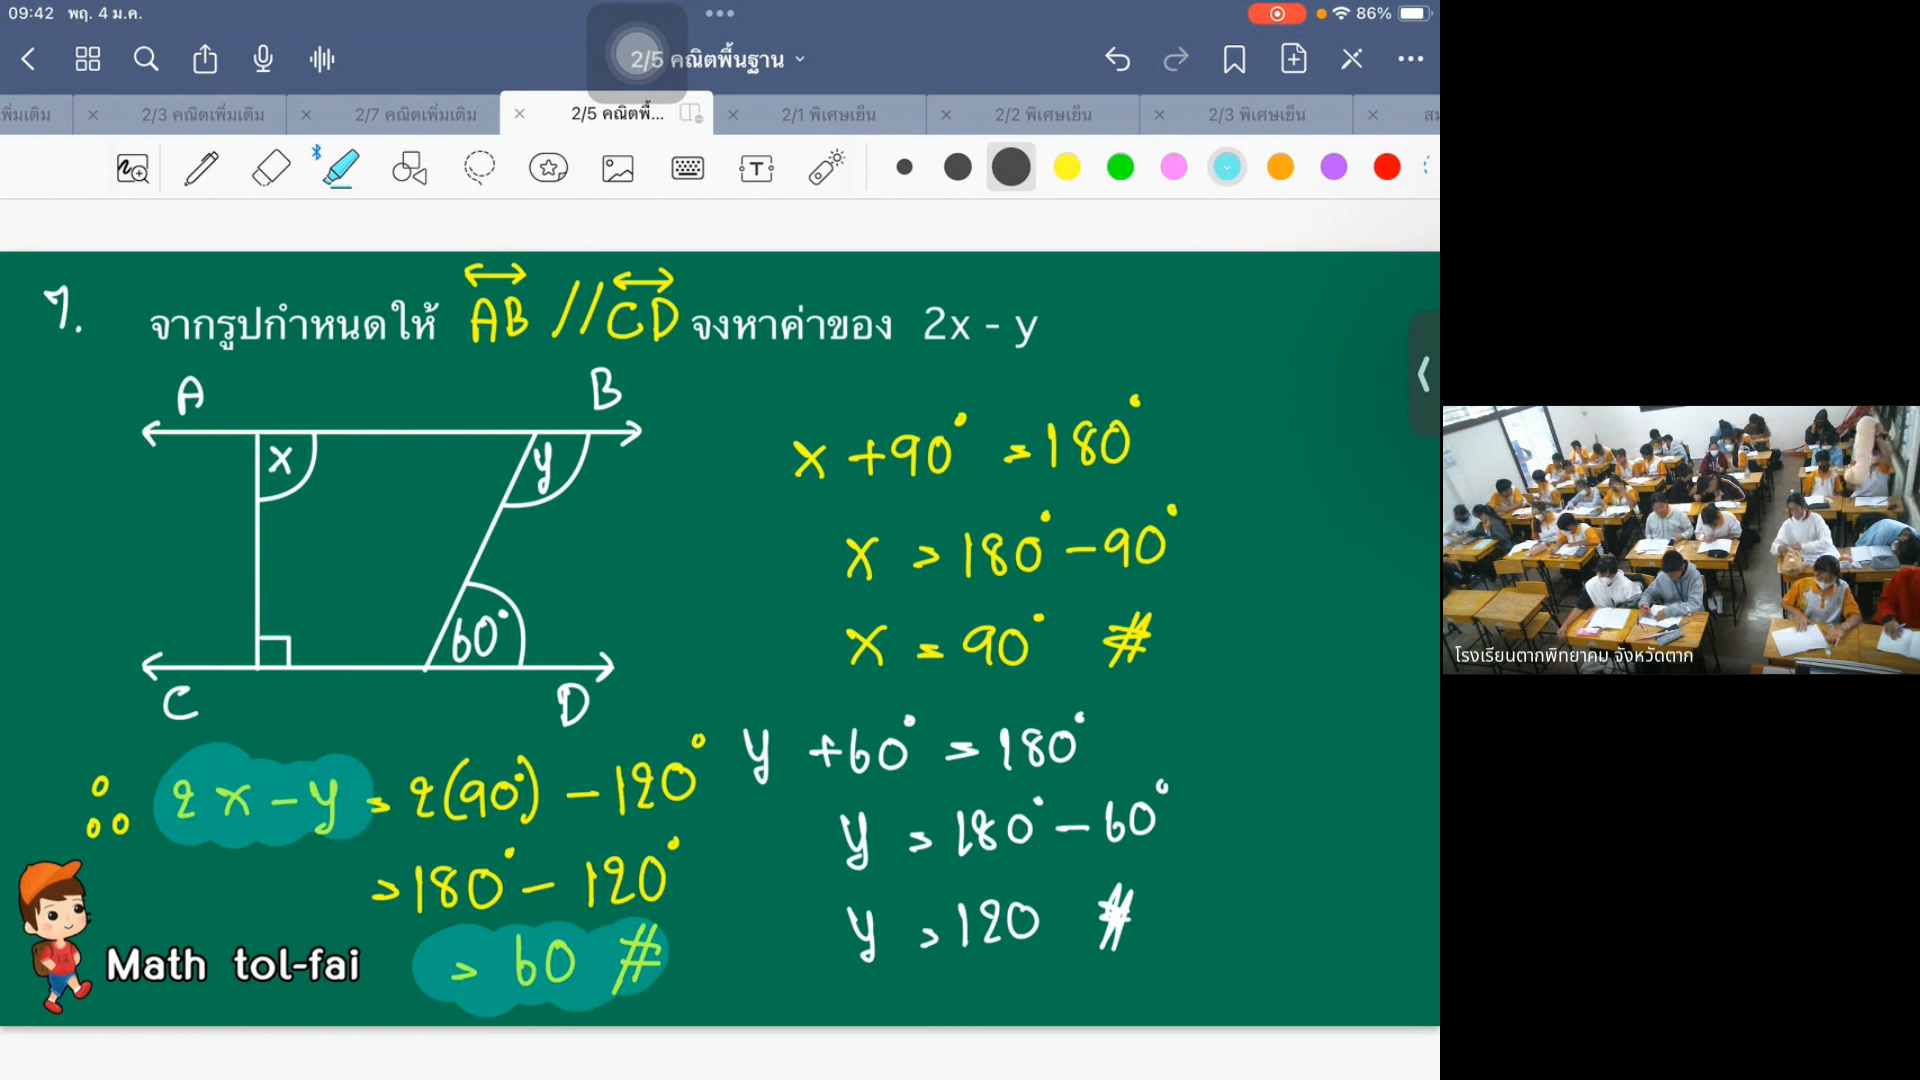 09:42 พฤ. 4 ม.ค.
86%
2/5 คณิตพื้นฐาน
พิ่มเติม
2/3 คณิตเพิ่มเติม
2/7 คณิตเพิ่มเติม
2/5 คณิตพื้...
2/1 พิเศษเย็น
2/2 พิเศษเย็น
2/3 พิเศษเย็น
สม
T
7. จากรูปกำหนดให้ AB // CD จงหาค่าของ 2x - y
A B
x y
60°
C D
x + 90° = 180°
x = 180° - 90°
x = 90° #
y + 60° = 180°
y = 180° - 60°
y = 120 #
∴ 2x - y = 2(90°) - 120°
= 180° - 120°
= 60 #
Math tol-fai
โรงเรียนตากพิทยาคม จังหวัดตาก